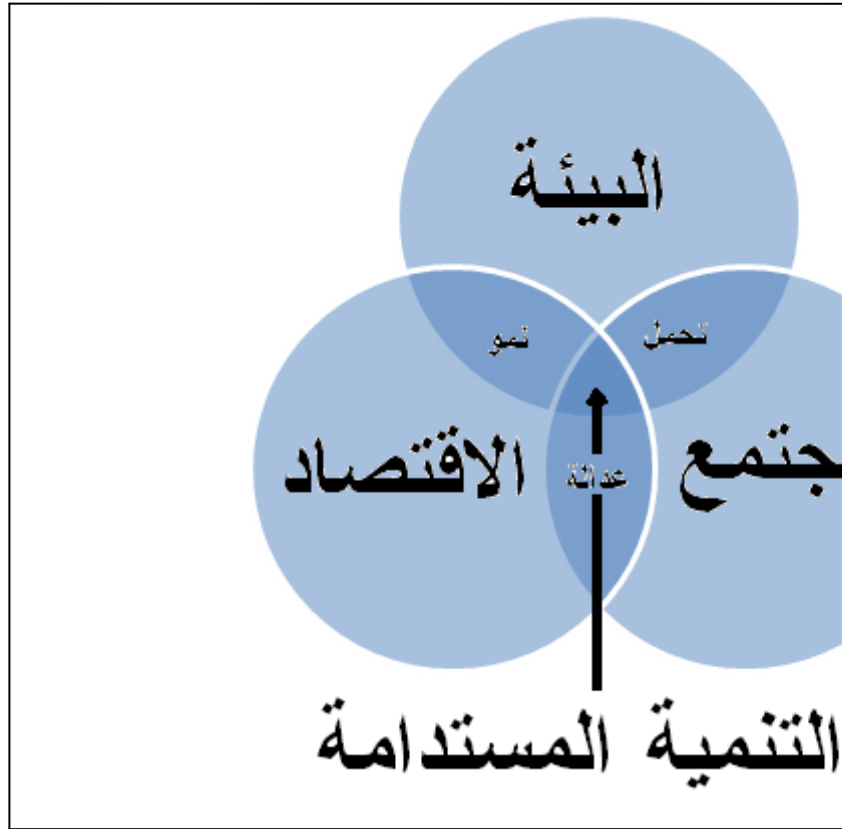 البيئة
تحمل نمو
جتمع الاقتصاد
عدالة
التنمية المستدامة